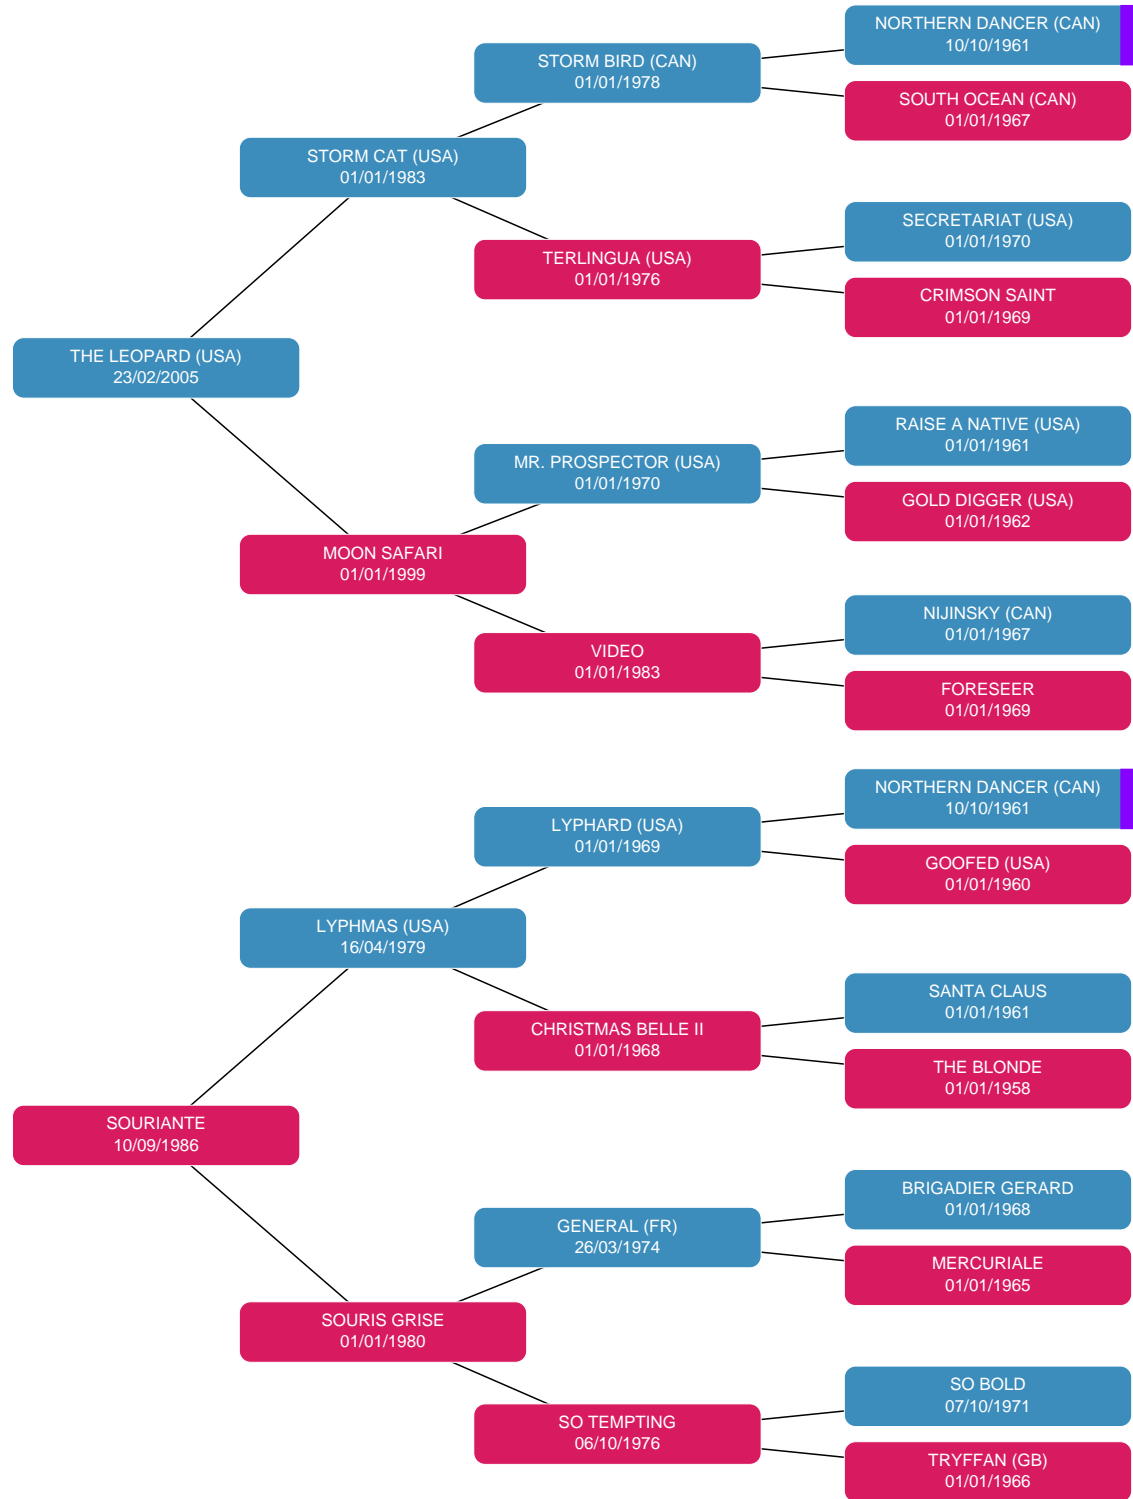 NORTHERN DANCER (CAN)
10/10/1961
STORM BIRD (CAN)
01/01/1978
SOUTH OCEAN (CAN)
01/01/1967
STORM CAT (USA)
01/01/1983
SECRETARIAT (USA)
01/01/1970
TERLINGUA (USA)
01/01/1976
CRIMSON SAINT
01/01/1969
THE LEOPARD (USA)
23/02/2005
RAISE A NATIVE (USA)
01/01/1961
MR. PROSPECTOR (USA)
01/01/1970
GOLD DIGGER (USA)
01/01/1962
MOON SAFARI
01/01/1999
NIJINSKY (CAN)
01/01/1967
VIDEO
01/01/1983
FORESEER
01/01/1969
NORTHERN DANCER (CAN)
10/10/1961
LYPHARD (USA)
01/01/1969
GOOFED (USA)
01/01/1960
LYPHMAS (USA)
16/04/1979
SANTA CLAUS
01/01/1961
CHRISTMAS BELLE II
01/01/1968
THE BLONDE
01/01/1958
SOURIANTE
10/09/1986
BRIGADIER GERARD
01/01/1968
GENERAL (FR)
26/03/1974
MERCURIALE
01/01/1965
SOURIS GRISE
01/01/1980
SO BOLD
07/10/1971
SO TEMPTING
06/10/1976
TRYFFAN (GB)
01/01/1966